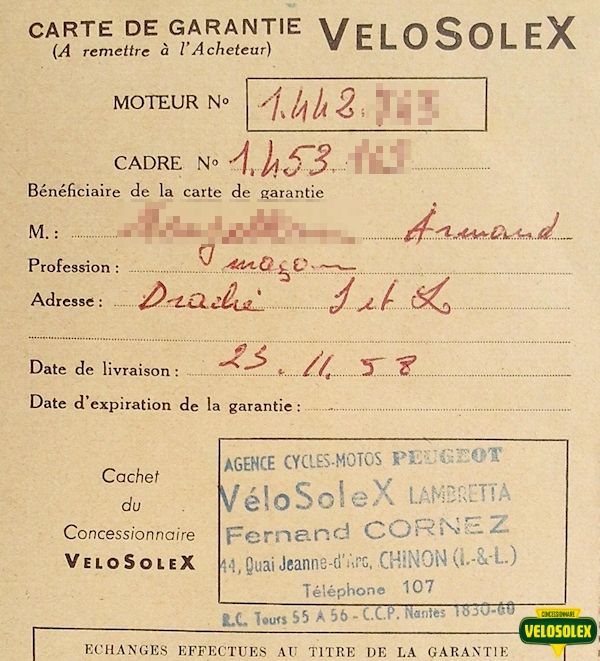 CARTE DE GARANTIE
(A remettre à l'Acheteur)
VELOSOLEX
MOTEUR No 1.442.
CADRE No 1.453.
Bénéficiaire de la carte de garantie
M. : Armand
Profession : maçon
Adresse : Draché I et L
Date de livraison : 25.11.58
Date d'expiration de la garantie :
Cachet
du
Concessionnaire
VELOSOLEX
AGENCE CYCLES-MOTOS PEUGEOT
VéloSoleX LAMBRETTA
Fernand CORNEZ
44, Quai Jeanne-d'Arc, CHINON (I.-&-L.)
Téléphone 107
R.C. Tours 55 A 56 - C.C.P. Nantes 1830-60
CONCESSIONNAIRE
VELOSOLEX
ECHANGES EFFECTUES AU TITRE DE LA GARANTIE